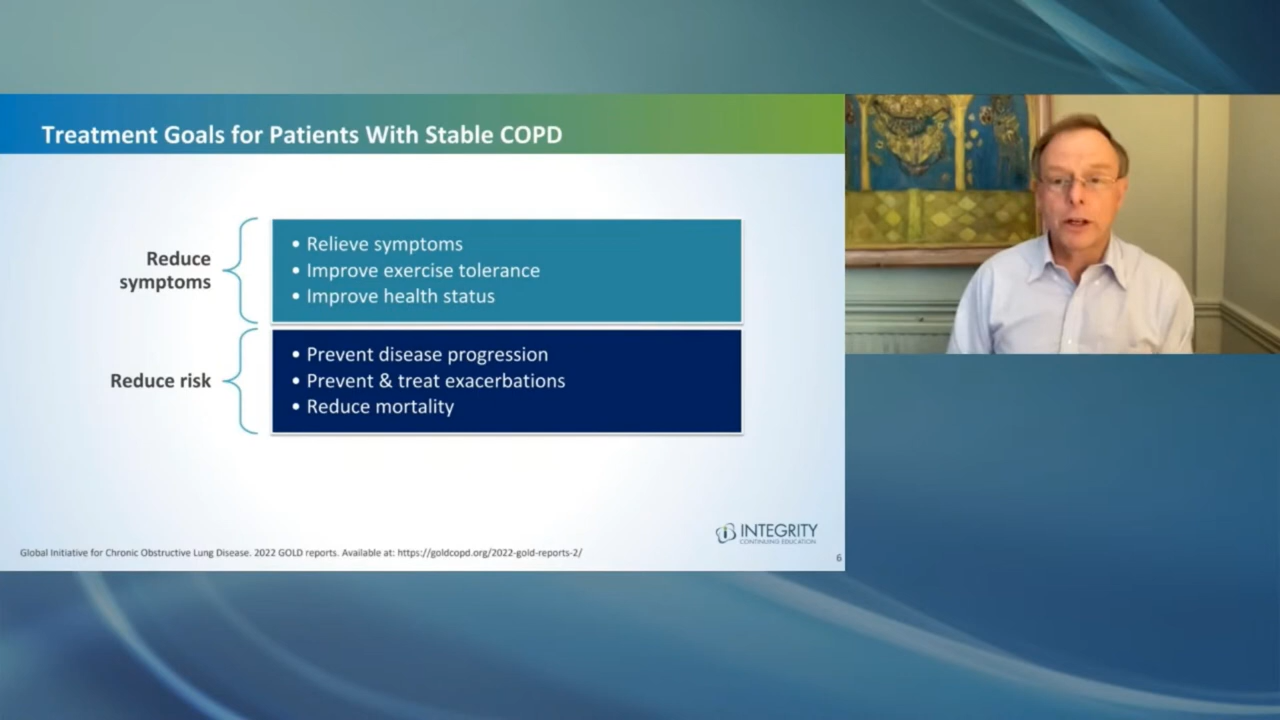 Treatment Goals for Patients With Stable COPD
Reduce
symptoms
• Relieve symptoms
• Improve exercise tolerance
• Improve health status
Reduce risk
• Prevent disease progression
• Prevent & treat exacerbations
• Reduce mortality
INTEGRITY
CONTINUING EDUCATION
Global Initiative for Chronic Obstructive Lung Disease. 2022 GOLD reports. Available at: https://goldcopd.org/2022-gold-reports-2/
6